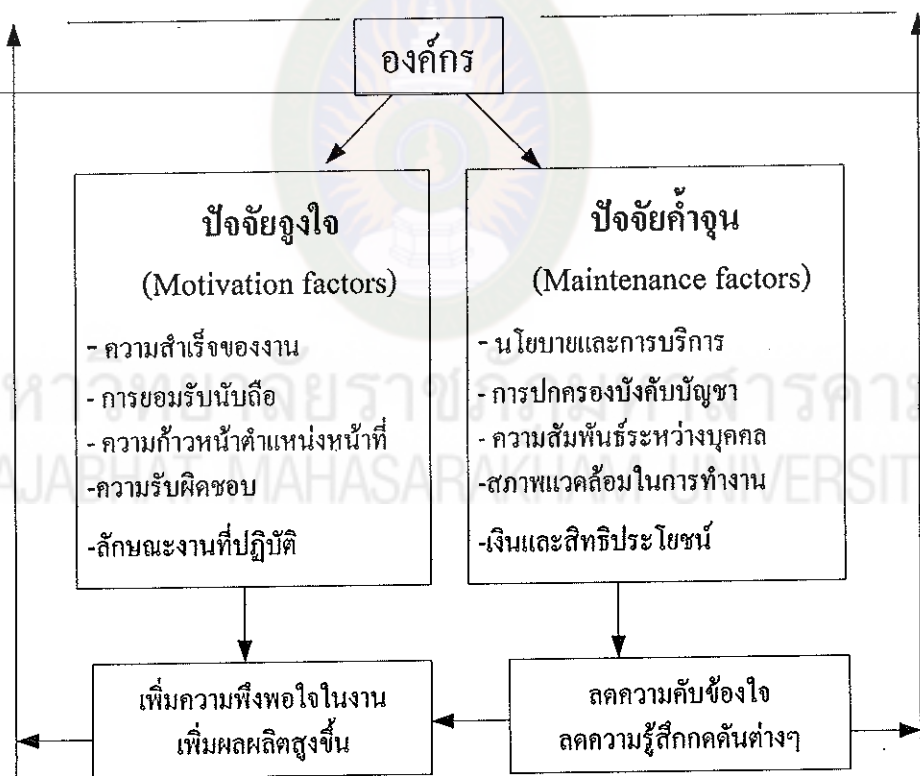 องค์กร
ปัจจัยจูงใจ
(Motivation factors)
- ความสำเร็จของงาน
- การยอมรับนับถือ
- ความก้าวหน้าตำแหน่งหน้าที่
-ความรับผิดชอบ
-ลักษณะงานที่ปฏิบัติ
ปัจจัยค้ำจุน
(Maintenance factors)
- นโยบายและการบริการ
- การปกครองบังคับบัญชา
- ความสัมพันธ์ระหว่างบุคคล
-สภาพแวดล้อมในการทำงาน
-เงินและสิทธิประโยชน์
เพิ่มความพึงพอใจในงาน
เพิ่มผลผลิตสูงขึ้น
ลดความคับข้องใจ
ลดความรู้สึกกดดันต่างๆ